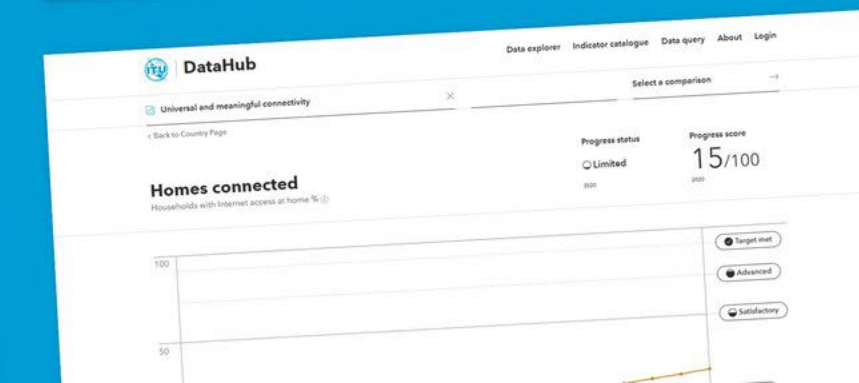 ITU DataHub
Data explorer Indicator catalogue Data query About Login
Universal and meaningful connectivity
Select a comparison
< Back to Country Page
Progress status
Progress score
Limited
15/100
2020
2020
Homes connected
Households with Internet access at home %
100
Target met
Advanced
Satisfactory
50